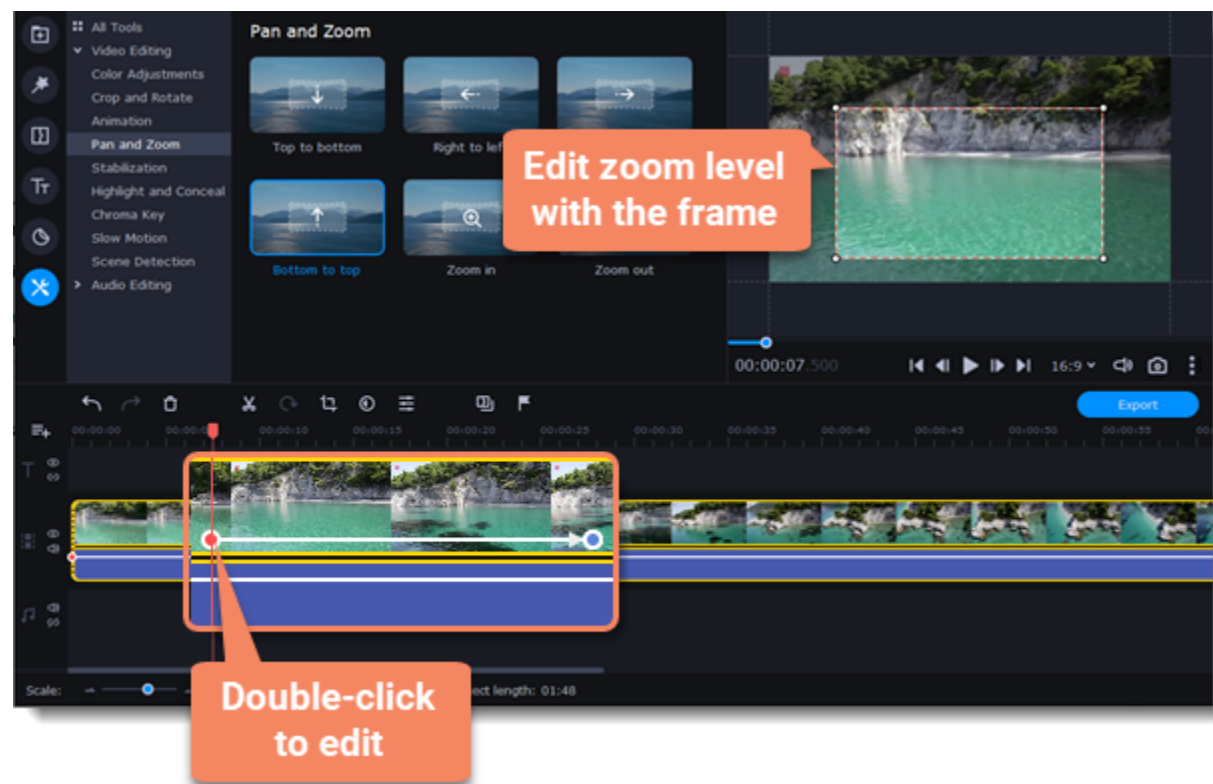 All Tools
Video Editing
Color Adjustments
Crop and Rotate
Animation
Pan and Zoom
Stabilization
Highlight and Conceal
Chroma Key
Slow Motion
Scene Detection
Audio Editing
Pan and Zoom
Top to bottom
Right to lef
Bottom to top
Zoom in
Zoom out
Edit zoom level
with the frame
00:00:07.500
16:9
Export
00:00:00
00:00:10
00:00:15
00:00:20
00:00:25
00:00:30
00:00:35
00:00:40
00:00:45
00:00:50
00:00:55
Tт
T
Scale:
ect length: 01:48
Double-click
to edit